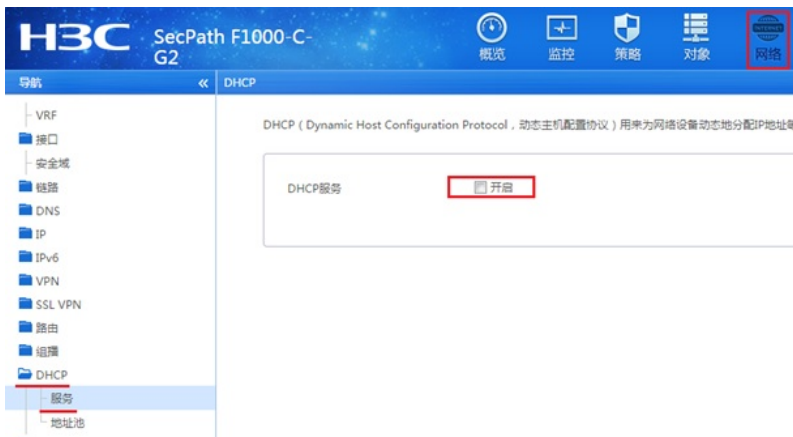 H3C SecPath F1000-C-G2
概览
监控
策略
对象
INTERNET
网络
导航 «
DHCP
VRF
接口
安全域
链路
DNS
IP
IPv6
VPN
SSL VPN
路由
组播
DHCP
服务
地址池
DHCP ( Dynamic Host Configuration Protocol , 动态主机配置协议 ) 用来为网络设备动态地分配IP地址等
DHCP服务
开启